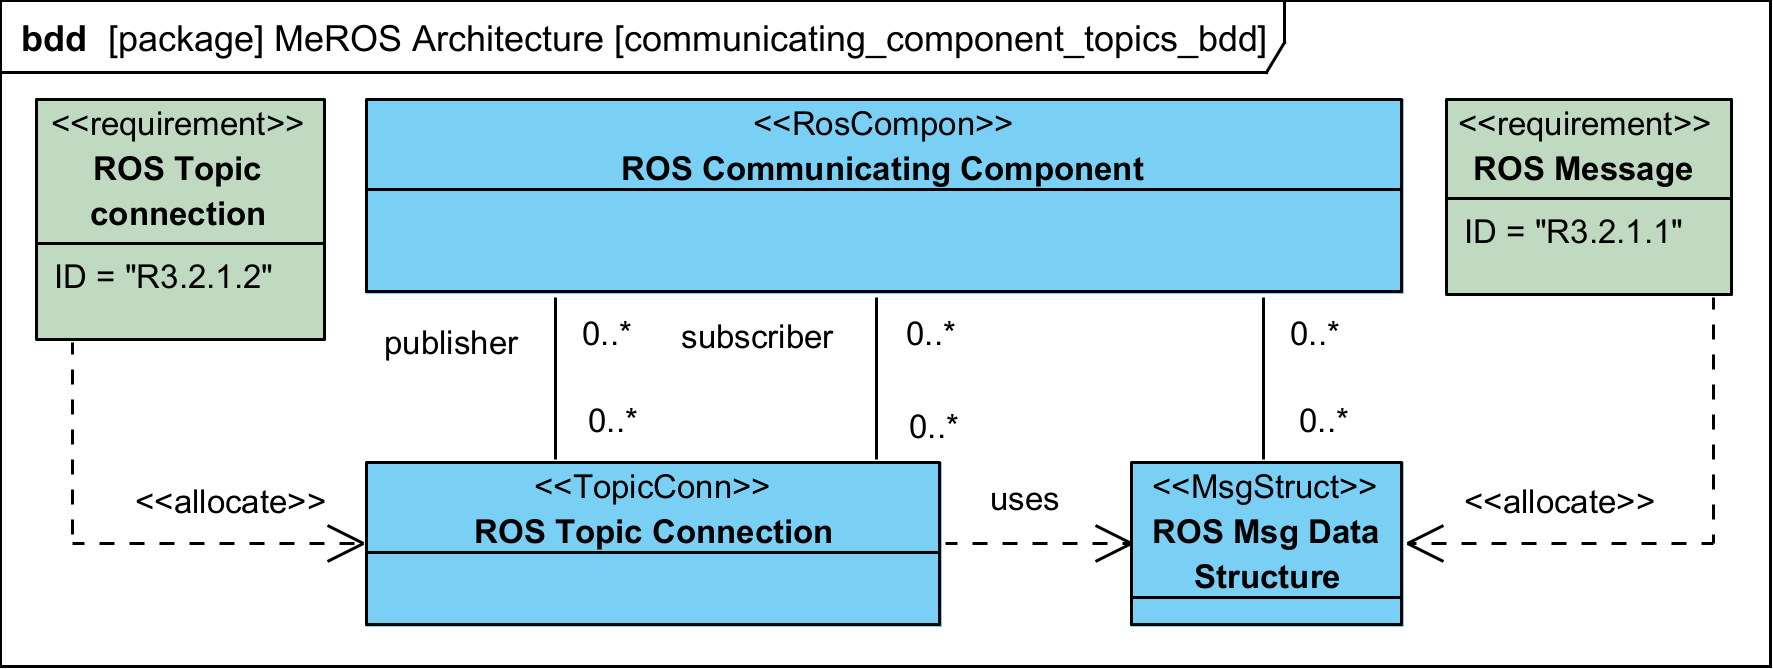 bdd [package] MeROS Architecture [communicating_component_topics_bdd]
<<requirement>>
ROS Topic
connection
ID = "R3.2.1.2"
<<RosCompon>>
ROS Communicating Component
<<requirement>>
ROS Message
ID = "R3.2.1.1"
publisher
0..*
subscriber
0..*
0..*
0..*
0..*
0..*
<<allocate>>
<<TopicConn>>
ROS Topic Connection
uses
<<MsgStruct>>
ROS Msg Data
Structure
<<allocate>>